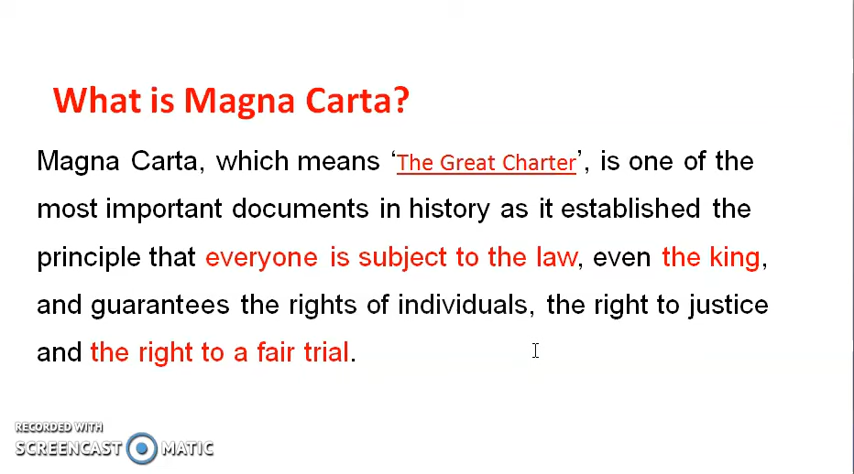 What is Magna Carta?
Magna Carta, which means ‘The Great Charter’, is one of the
most important documents in history as it established the
principle that everyone is subject to the law, even the king,
and guarantees the rights of individuals, the right to justice
and the right to a fair trial.
RECORDED WITH
SCREENCAST MATIC